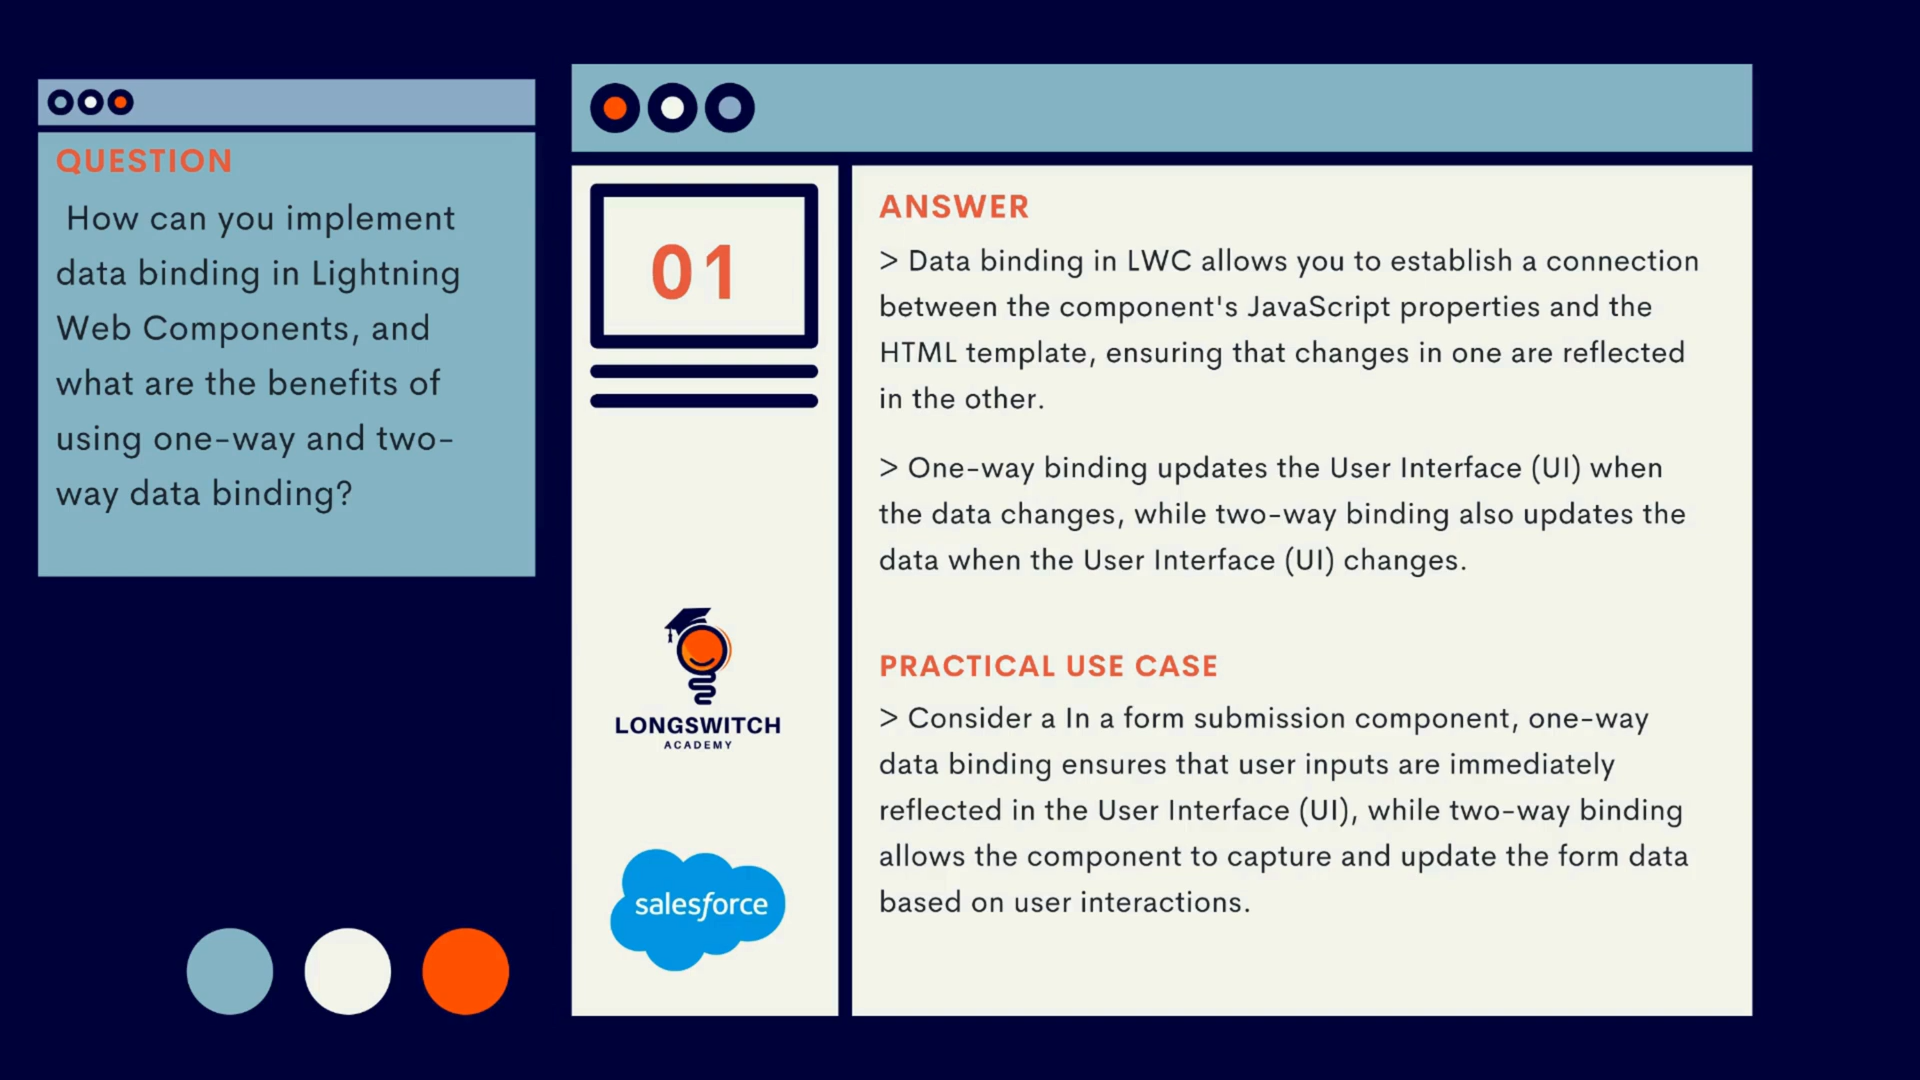 QUESTION
How can you implement
data binding in Lightning
Web Components, and
what are the benefits of
using one-way and two-
way data binding?
01
LONGSWITCH
ACADEMY
salesforce
ANSWER
> Data binding in LWC allows you to establish a connection
between the component's JavaScript properties and the
HTML template, ensuring that changes in one are reflected
in the other.
> One-way binding updates the User Interface (UI) when
the data changes, while two-way binding also updates the
data when the User Interface (UI) changes.
PRACTICAL USE CASE
> Consider a In a form submission component, one-way
data binding ensures that user inputs are immediately
reflected in the User Interface (UI), while two-way binding
allows the component to capture and update the form data
based on user interactions.